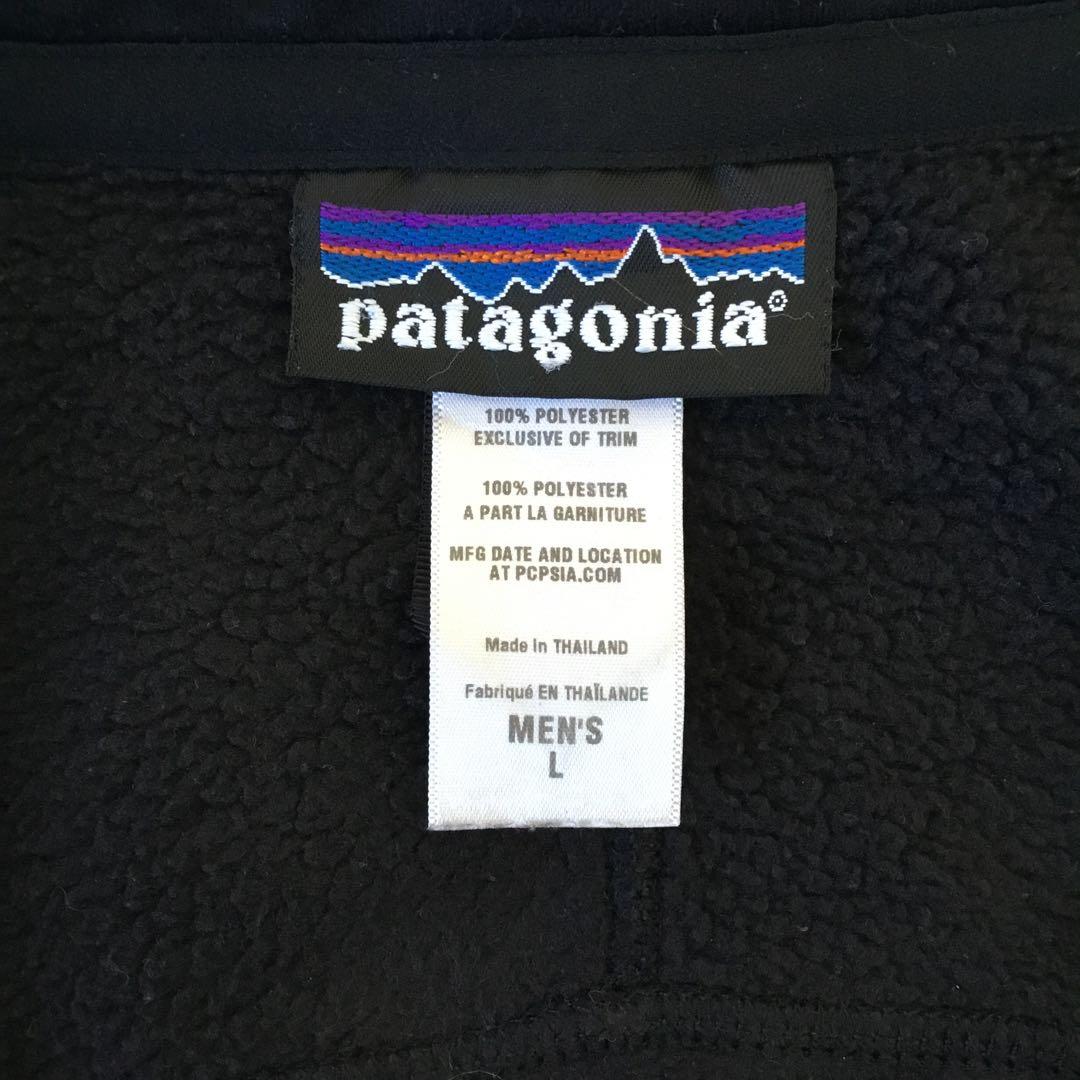 patagonia®
100% POLYESTER
EXCLUSIVE OF TRIM
100% POLYESTER
A PART LA GARNITURE
MFG DATE AND LOCATION
AT PCPSIA.COM
Made in THAILAND
Fabriqué EN THAÏLANDE
MEN'S
L